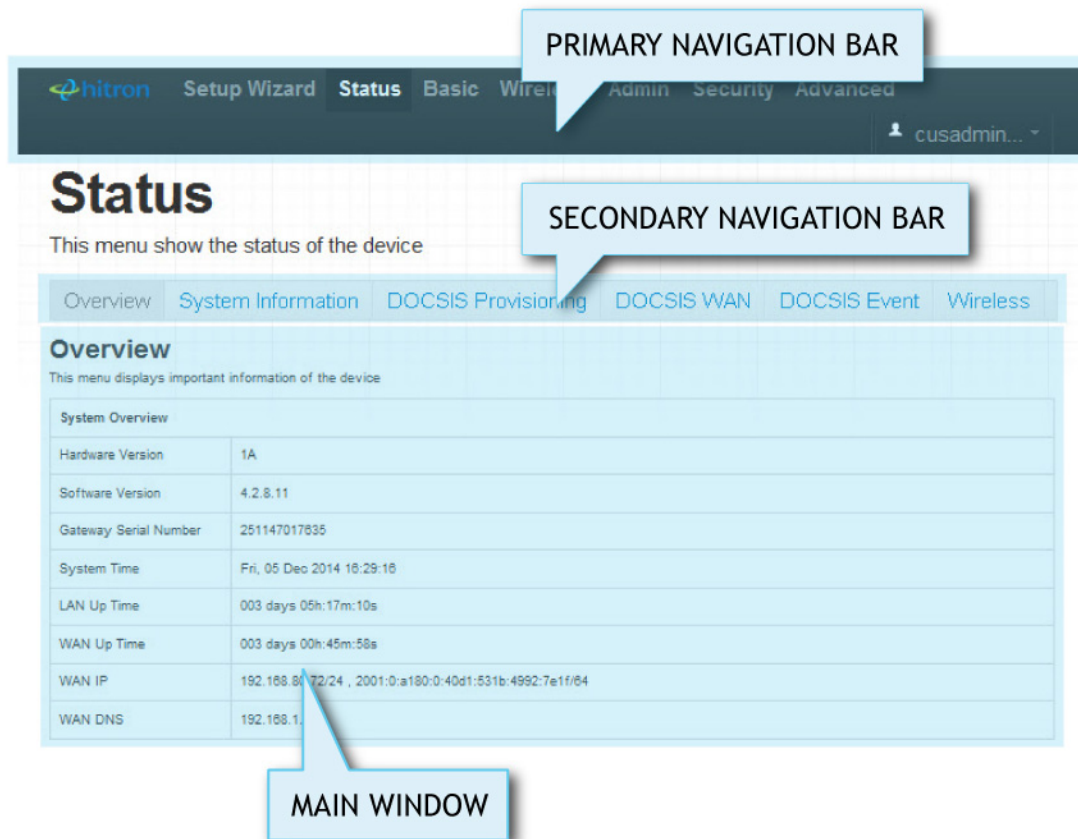 PRIMARY NAVIGATION BAR
hitron Setup Wizard Status Basic Admin Security Advanced
cusadmin...
Status
This menu show the status of the device
SECONDARY NAVIGATION BAR
Overview System Information DOCSIS Provisioning DOCSIS WAN DOCSIS Event Wireless
Overview
This menu displays important information of the device
System Overview
Hardware Version 1A
Software Version 4.2.8.11
Gateway Serial Number 251147017635
System Time Fri, 05 Dec 2014 16:29:16
LAN Up Time 003 days 05h:17m:10s
WAN Up Time 003 days 00h:45m:58s
WAN IP , 2001:0:a180:0:40d1:531b:4992:7e1f/64
WAN DNS
MAIN WINDOW